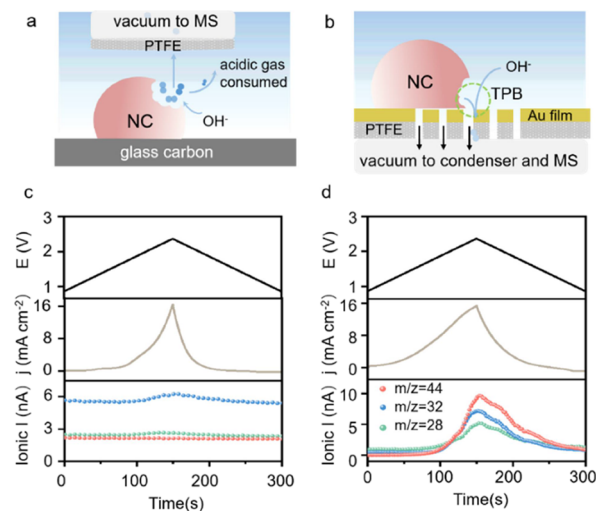 a
vacuum to MS
PTFE
acidic gas
consumed
NC
OH-
glass carbon
b
NC
OH-
TPB
Au film
PTFE
vacuum to condenser and MS
c
E (V)
3
2
1
j (mA cm-2)
16
8
0
Ionic I (nA)
6
3
0
0 100 200 300
Time(s)
d
E (V)
3
2
1
j (mA cm-2)
16
8
0
Ionic I (nA)
10
5
0
m/z=44
m/z=32
m/z=28
0 100 200 300
Time(s)